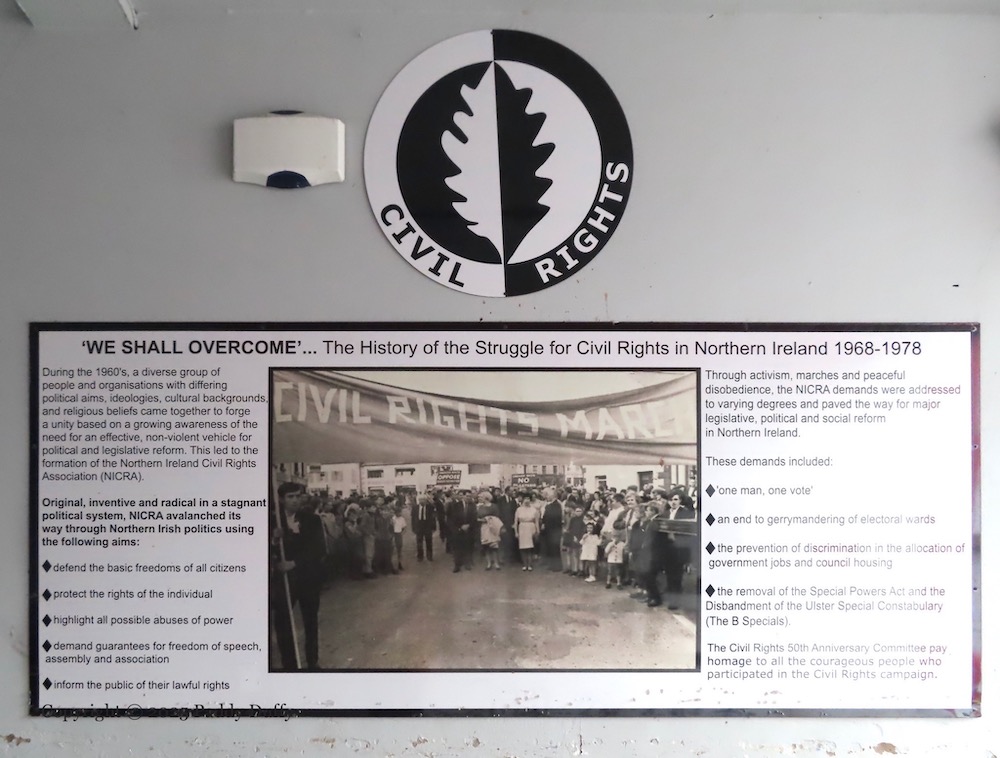 CIVIL RIGHTS
'WE SHALL OVERCOME'... The History of the Struggle for Civil Rights in Northern Ireland 1968-1978
During the 1960's, a diverse group of
people and organisations with differing
political aims, ideologies, cultural backgrounds,
and religious beliefs came together to forge
a unity based on a growing awareness of the
need for an effective, non-violent vehicle for
political and legislative reform. This led to the
formation of the Northern Ireland Civil Rights
Association (NICRA).
Original, inventive and radical in a stagnant
political system, NICRA avalanched its
way through Northern Irish politics using
the following aims:
♦defend the basic freedoms of all citizens
♦protect the rights of the individual
♦highlight all possible abuses of power
♦demand guarantees for freedom of speech,
assembly and association
♦inform the public of their lawful rights
CIVIL RIGHTS MARCH
OPPOSE
NO
Through activism, marches and peaceful
disobedience, the NICRA demands were addressed
to varying degrees and paved the way for major
legislative, political and social reform
in Northern Ireland.
These demands included:
♦'one man, one vote'
♦an end to gerrymandering of electoral wards
♦the prevention of discrimination in the allocation of
government jobs and council housing
♦the removal of the Special Powers Act and the
Disbandment of the Ulster Special Constabulary
(The B Specials).
The Civil Rights 50th Anniversary Committee pay
homage to all the courageous people who
participated in the Civil Rights campaign.
Copyright © 2025 Paddy Duffy